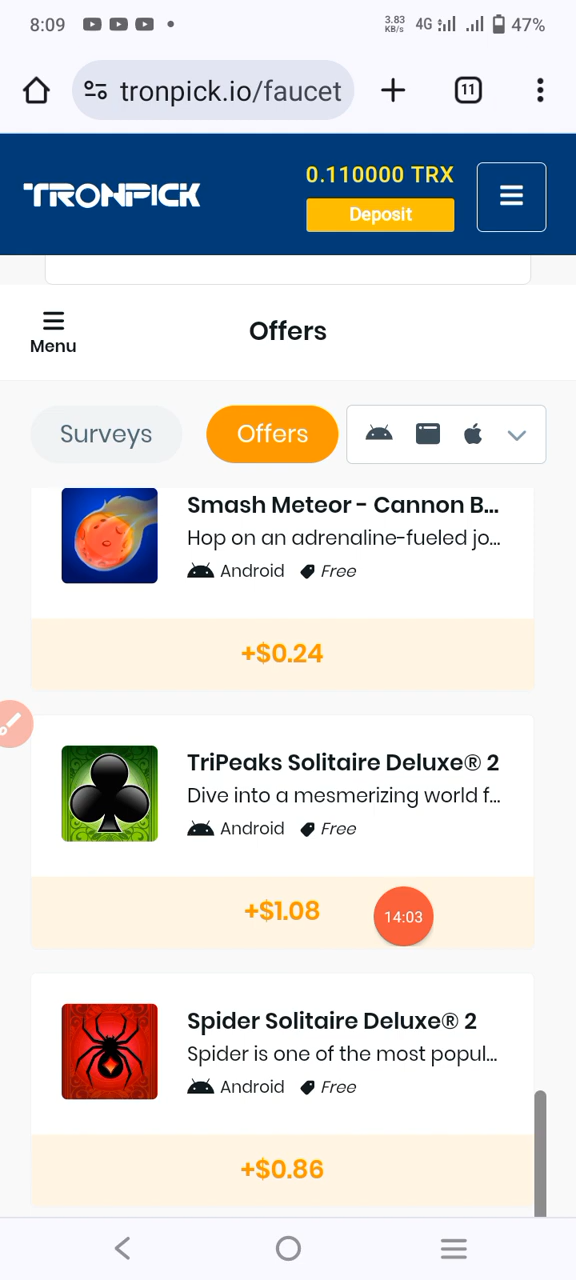 8:09
3.83
KB/s
4G
47%
tronpick.io/faucet
11
TRONPICK
0.110000 TRX
Deposit
Menu
Offers
Surveys
Offers
Smash Meteor - Cannon B...
Hop on an adrenaline-fueled jo...
Android Free
+$0.24
TriPeaks Solitaire Deluxe® 2
Dive into a mesmerizing world f...
Android Free
+$1.08
14:03
Spider Solitaire Deluxe® 2
Spider is one of the most popul...
Android Free
+$0.86